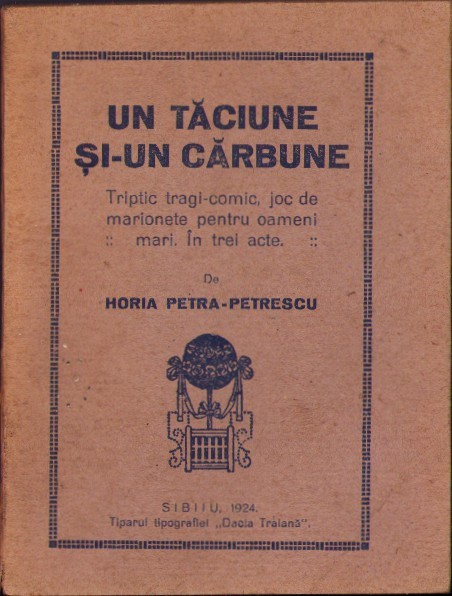 UN TĂCIUNE
ȘI-UN CĂRBUNE
Triptic tragi-comic, joc de
marionete pentru oameni
:: mari. În trei acte. ::
De
HORIA PETRA-PETRESCU
SIBIIU, 1924.
Tiparul tipografiei „Dacia Traiană".